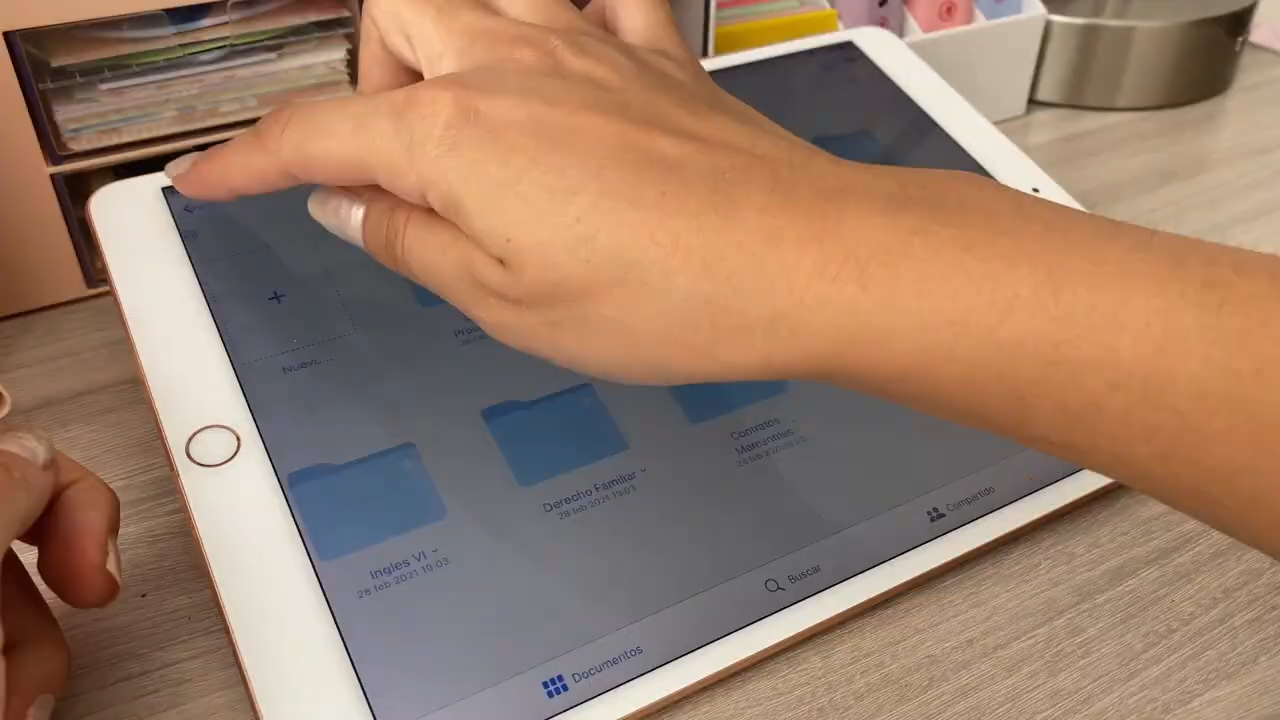 Nuevo...
Ingles VI
28 feb 2021 19:03
Derecho Familiar
28 feb 2021 19:03
Contratos
Mercantiles
Documentos
Buscar
Compartido